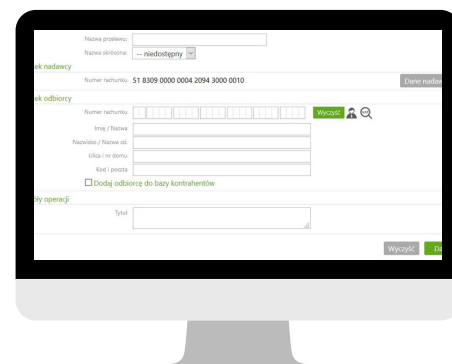 Nazwa przelewu:
Nazwa skrócona: -- niedostępny
ek nadawcy
Numer rachunku 51 8309 0000 0004 2094 3000 0010 Dane nadaw
ek odbiorcy
Numer rachunku Wyczyść
Imię / Nazwa
Nazwisko / Nazwa cd.
Ulica i nr domu
Kod i poczta
Dodaj odbiorcę do bazy kontrahentów
óły operacji
Tytuł
Wyczyść Da